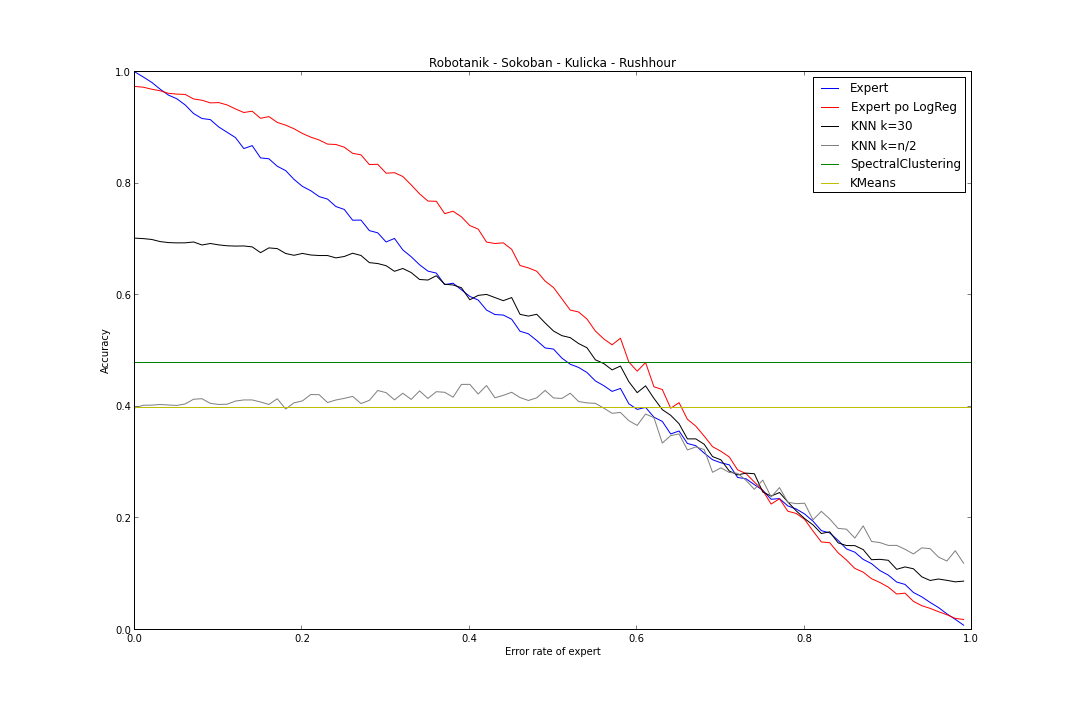 Robotanik - Sokoban - Kulicka - Rushhour
Expert
Expert po LogReg
KNN k=30
KNN k=n/2
SpectralClustering
KMeans
1.0
0.8
0.6
0.4
0.2
0.0
Accuracy
0.0 0.2 0.4 0.6 0.8 1.0
Error rate of expert